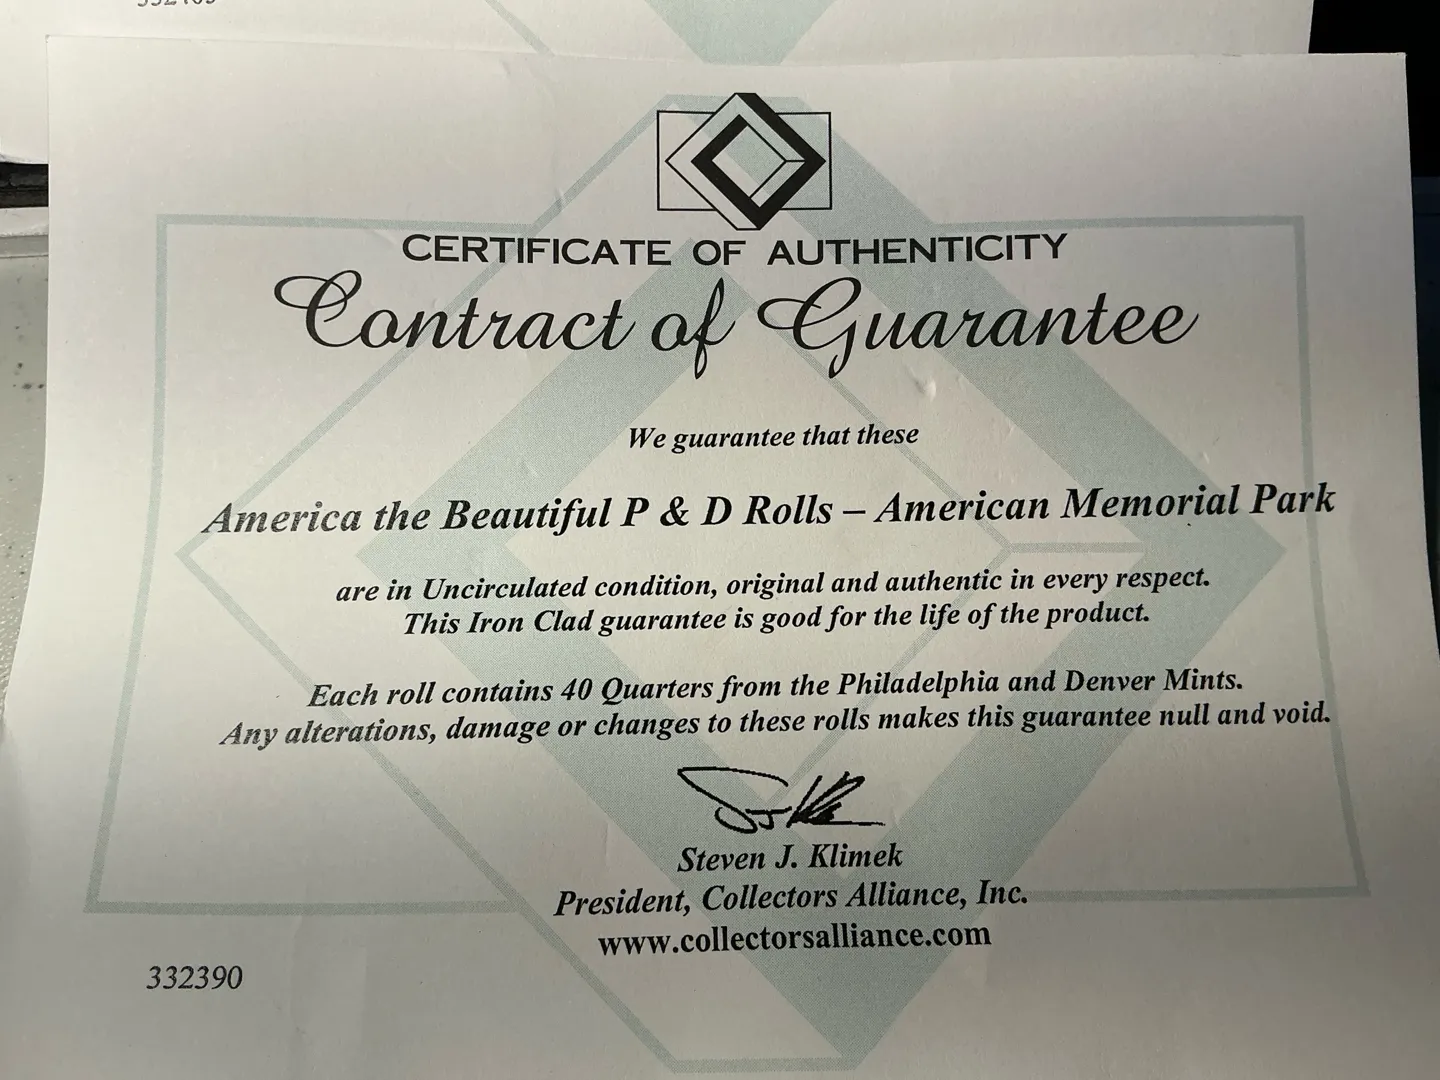 CERTIFICATE OF AUTHENTICITY
Contract of Guarantee
We guarantee that these
America the Beautiful P & D Rolls – American Memorial Park
are in Uncirculated condition, original and authentic in every respect.
This Iron Clad guarantee is good for the life of the product.
Each roll contains 40 Quarters from the Philadelphia and Denver Mints.
Any alterations, damage or changes to these rolls makes this guarantee null and void.
Steven J. Klimek
President, Collectors Alliance, Inc.
www.collectorsalliance.com
332390